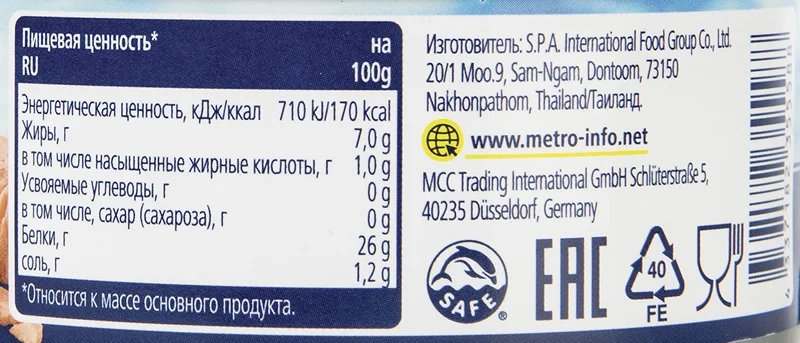 Пищевая ценность* на
RU 100g
Энергетическая ценность, кДж/ккал 710 kJ/170 kcal
Жиры, г 7,0 g
в том числе насыщенные жирные кислоты, г 1,0 g
Усвояемые углеводы, г 0 g
в том числе, сахар (сахароза), г 0 g
Белки, г 26 g
соль, г 1,2 g
*Относится к массе основного продукта.
Изготовитель: S.P.A. International Food Group Co., Ltd.
20/1 Moo.9, Sam-Ngam, Dontoom, 73150
Nakhonpathom, Thailand/Таиланд.
www.metro-info.net
MCC Trading International GmbH Schlüterstraße 5,
40235 Düsseldorf, Germany
SAFE®
EAC
40
FE